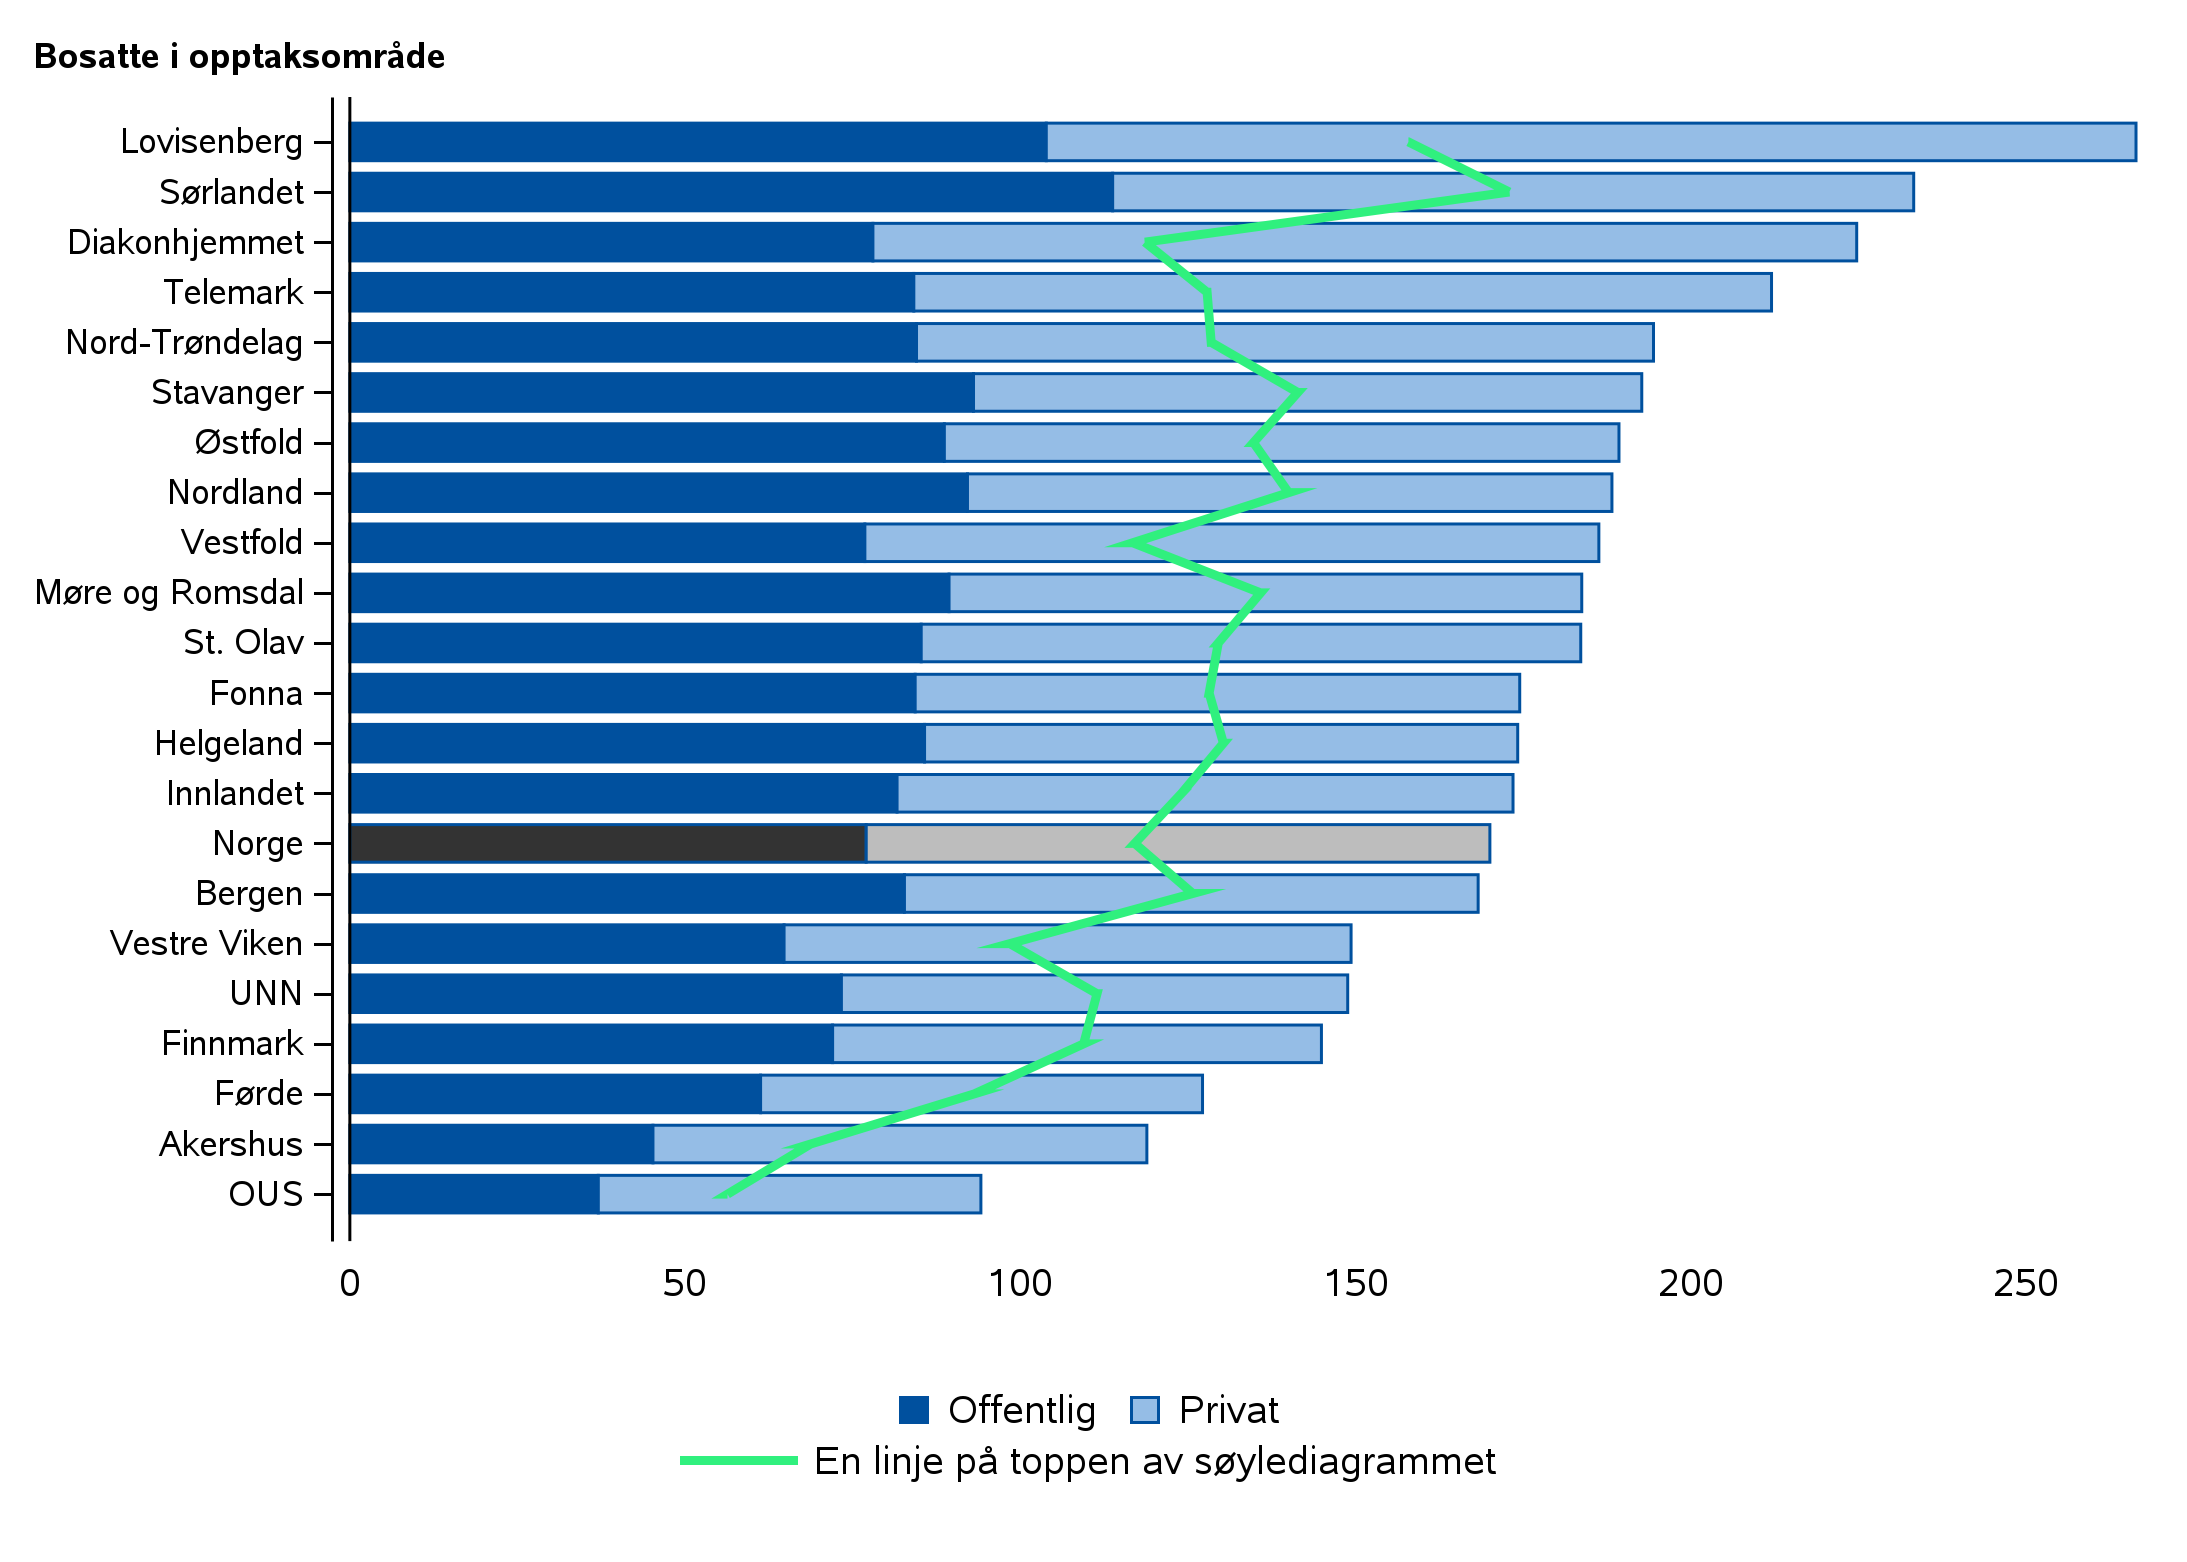 Bosatte i opptaksområde
Lovisenberg
Sørlandet
Diakonhjemmet
Telemark
Nord-Trøndelag
Stavanger
Østfold
Nordland
Vestfold
Møre og Romsdal
St. Olav
Fonna
Helgeland
Innlandet
Norge
Bergen
Vestre Viken
UNN
Finnmark
Førde
Akershus
OUS
0 50 100 150 200 250
Offentlig Privat
En linje på toppen av søylediagrammet